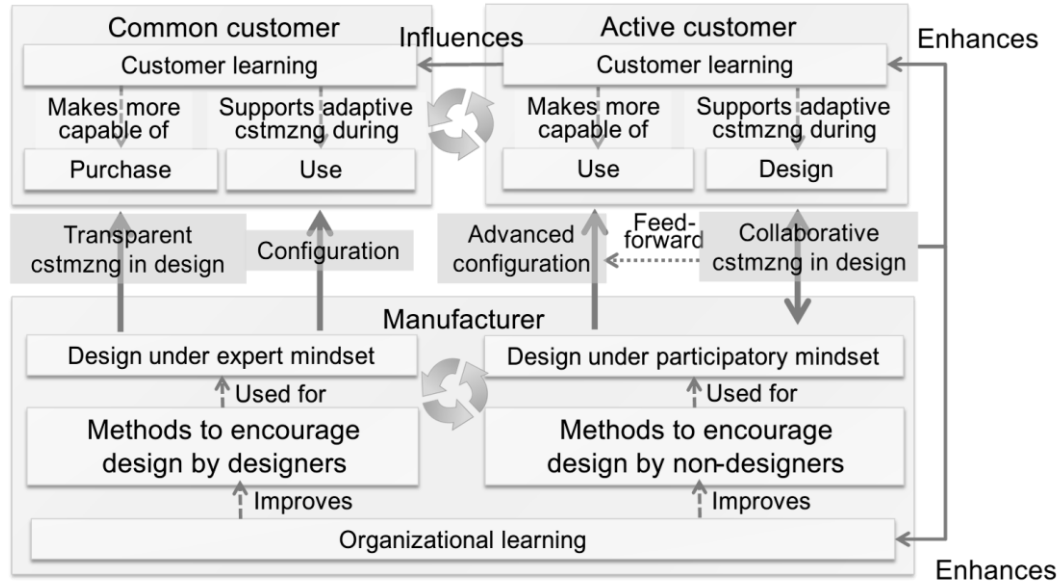 Common customer
Active customer
Influences
Enhances
Customer learning
Customer learning
Makes more
capable of
Supports adaptive
cstmzng during
Makes more
capable of
Supports adaptive
cstmzng during
Purchase
Use
Use
Design
Transparent
cstmzng in design
Configuration
Advanced
configuration
Feed-
forward
Collaborative
cstmzng in design
Manufacturer
Design under expert mindset
Design under participatory mindset
Used for
Used for
Methods to encourage
design by designers
Methods to encourage
design by non-designers
Improves
Improves
Organizational learning
Enhances